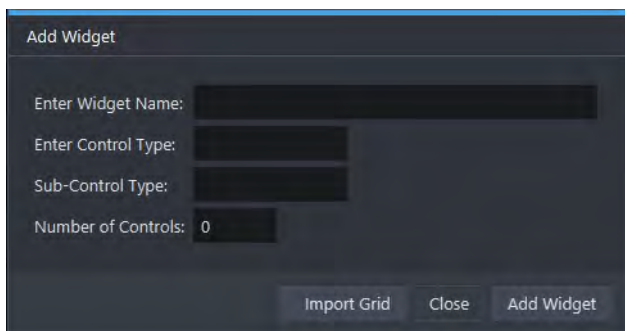 Add Widget
Enter Widget Name:
Enter Control Type:
Sub-Control Type:
Number of Controls: 0
Import Grid Close Add Widget